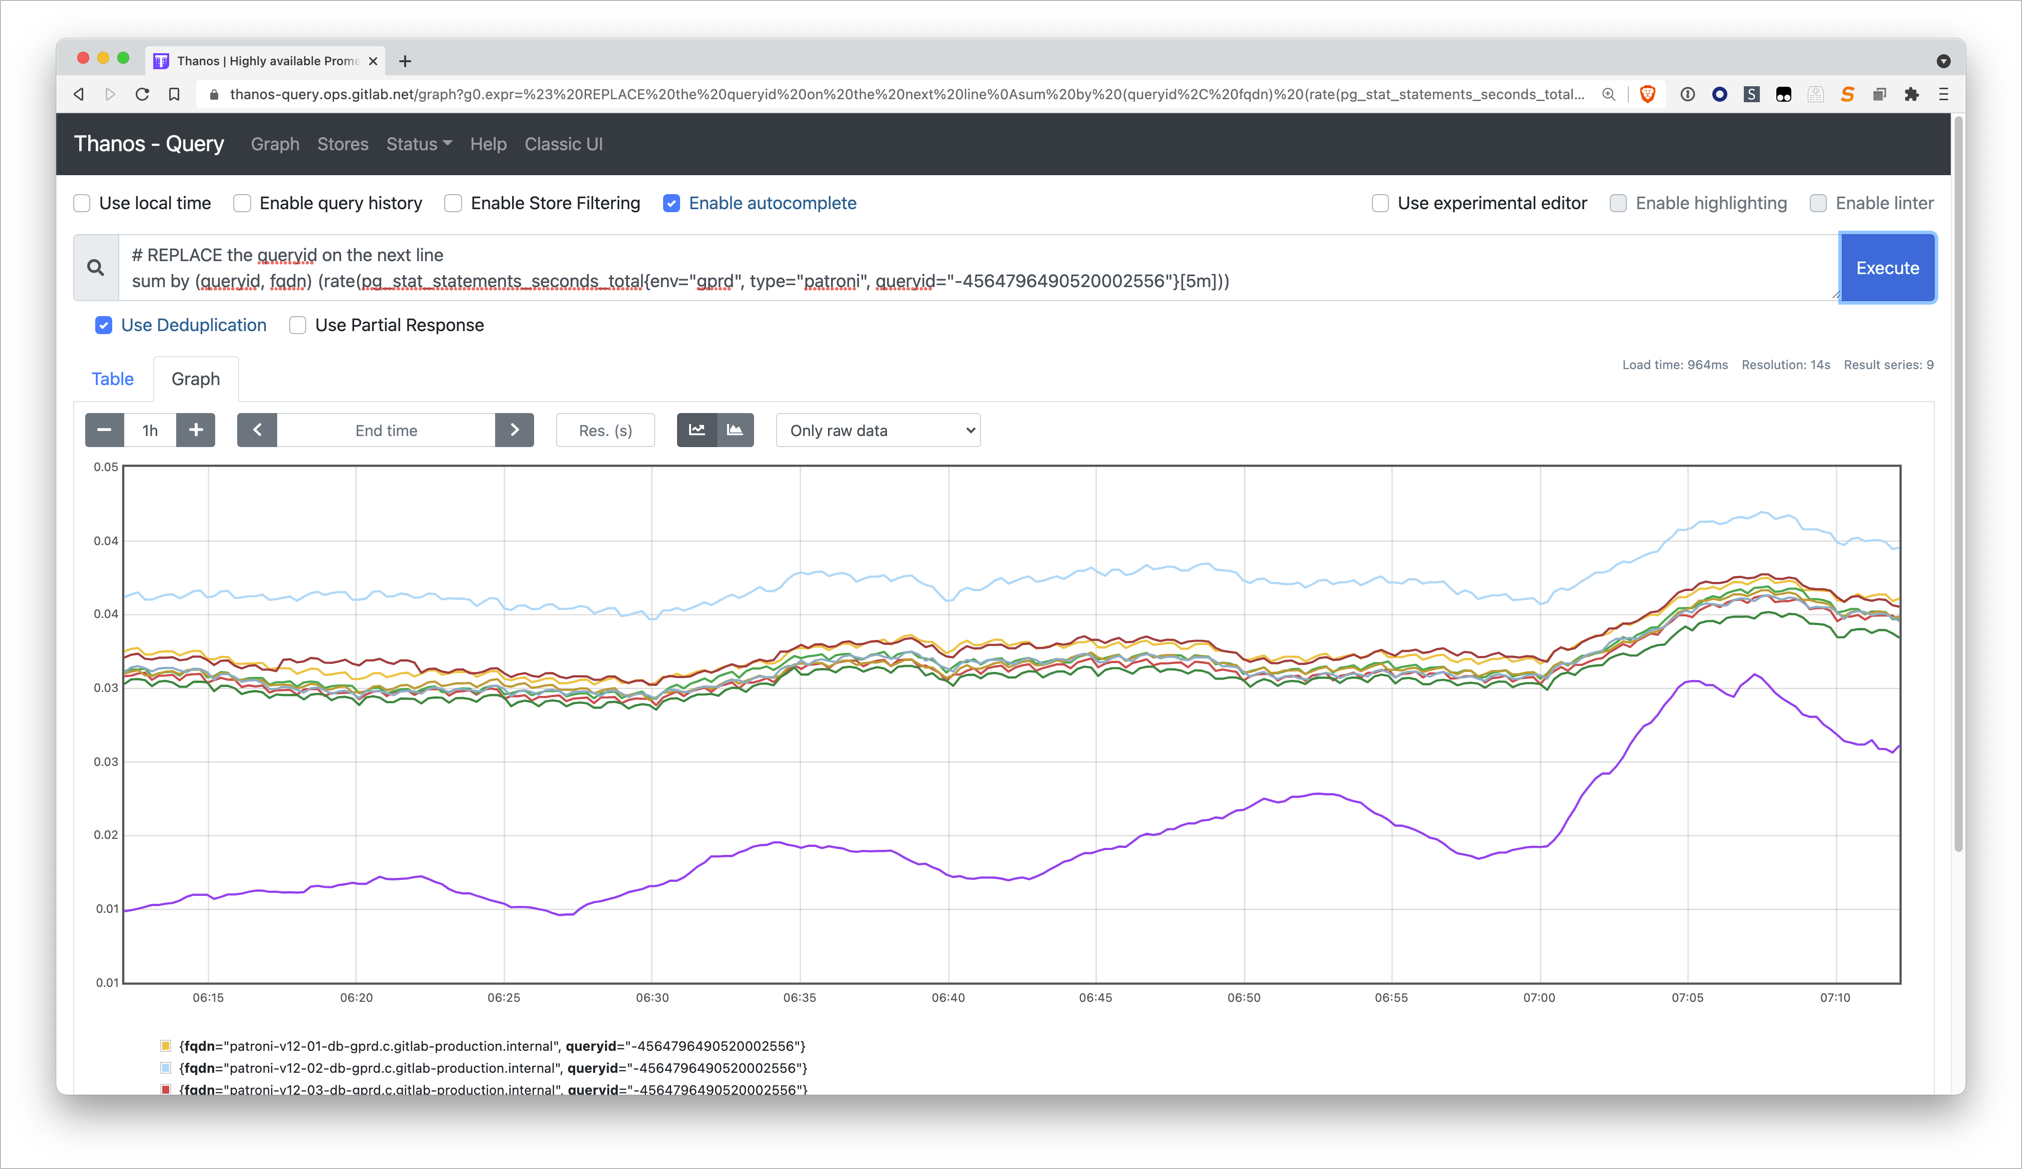 Thanos | Highly available Prome
thanos-query.ops.gitlab.net/graph?g0.expr=%23%20REPLACE%20the%20queryid%20on%20the%20next%20line%0Asum%20by%20(queryid%2C%20fqdn)%20(rate(pg_stat_statements_seconds_total...
Thanos - Query Graph Stores Status Help Classic UI
Use local time Enable query history Enable Store Filtering Enable autocomplete Use experimental editor Enable highlighting Enable linter
# REPLACE the queryid on the next line
sum by (queryid, fqdn) (rate(pg_stat_statements_seconds_total{env="gprd", type="patroni", queryid="-4564796490520002556"}[5m]))
Execute
Use Deduplication Use Partial Response
Table Graph
Load time: 964ms Resolution: 14s Result series: 9
1h End time Res. (s) Only raw data
0.05
0.04
0.04
0.03
0.03
0.02
0.01
0.01
06:15 06:20 06:25 06:30 06:35 06:40 06:45 06:50 06:55 07:00 07:05 07:10
{fqdn="patroni-v12-01-db-gprd.c.gitlab-production.internal", queryid="-4564796490520002556"}
{fqdn="patroni-v12-02-db-gprd.c.gitlab-production.internal", queryid="-4564796490520002556"}
{fqdn="patroni-v12-03-db-gprd.c.gitlab-production.internal", queryid="-4564796490520002556"}